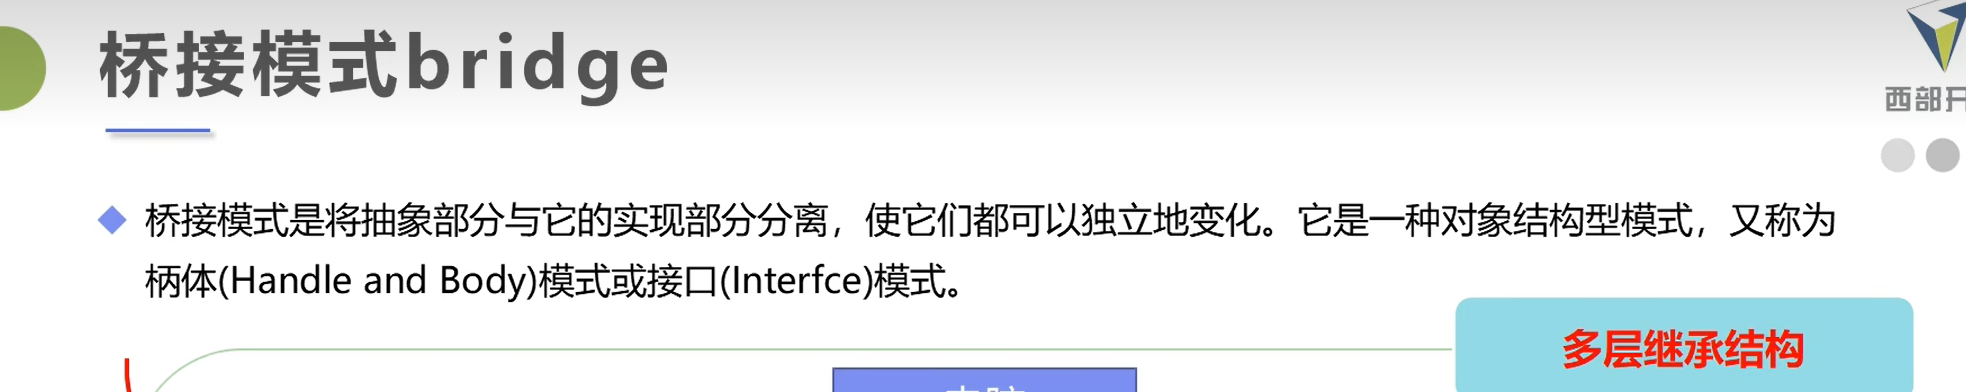 桥接模式bridge
西部开
桥接模式是将抽象部分与它的实现部分分离，使它们都可以独立地变化。它是一种对象结构型模式，又称为
柄体(Handle and Body)模式或接口(Interfce)模式。
多层继承结构